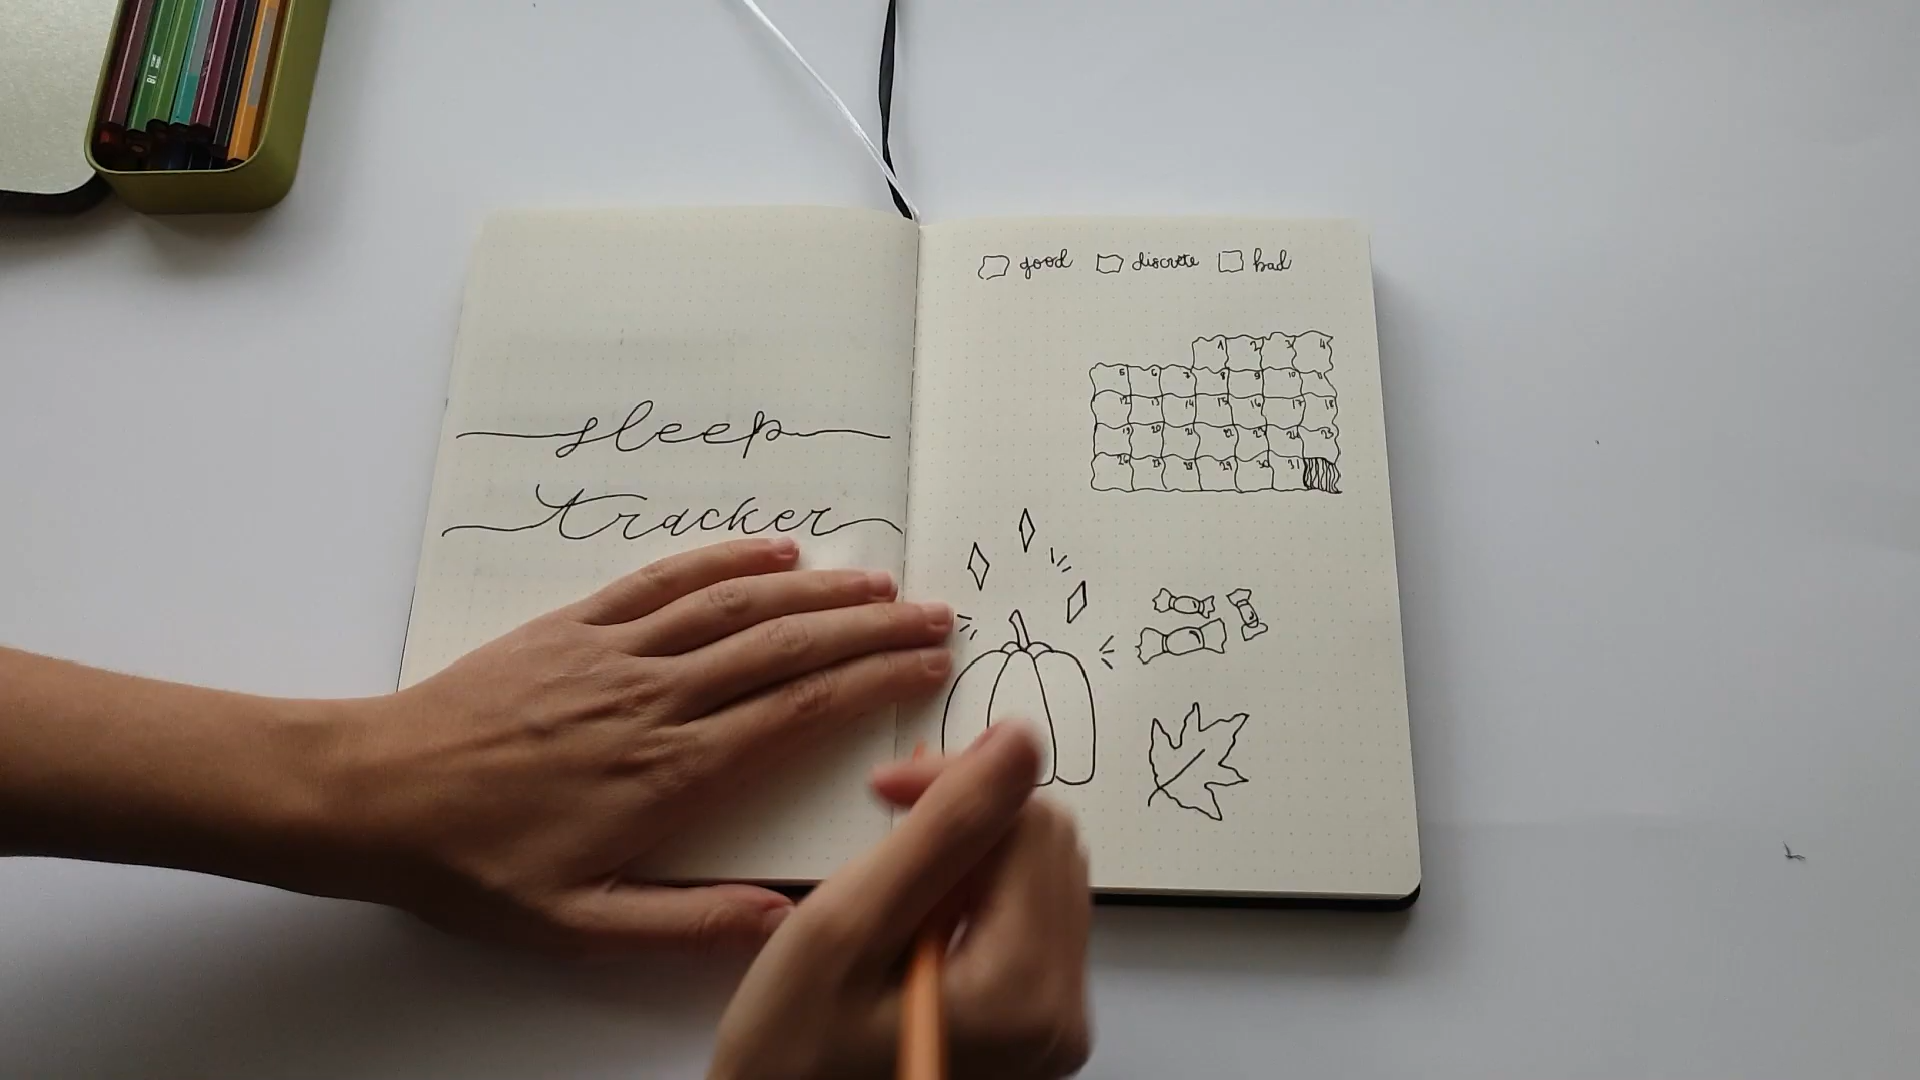 sleep
tracker
good discrete bad
1 2 3 4
5 6 7 8 9 10 11
12 13 14 15 16 17 18
19 20 21 22 23 24 25
26 27 28 29 30 31